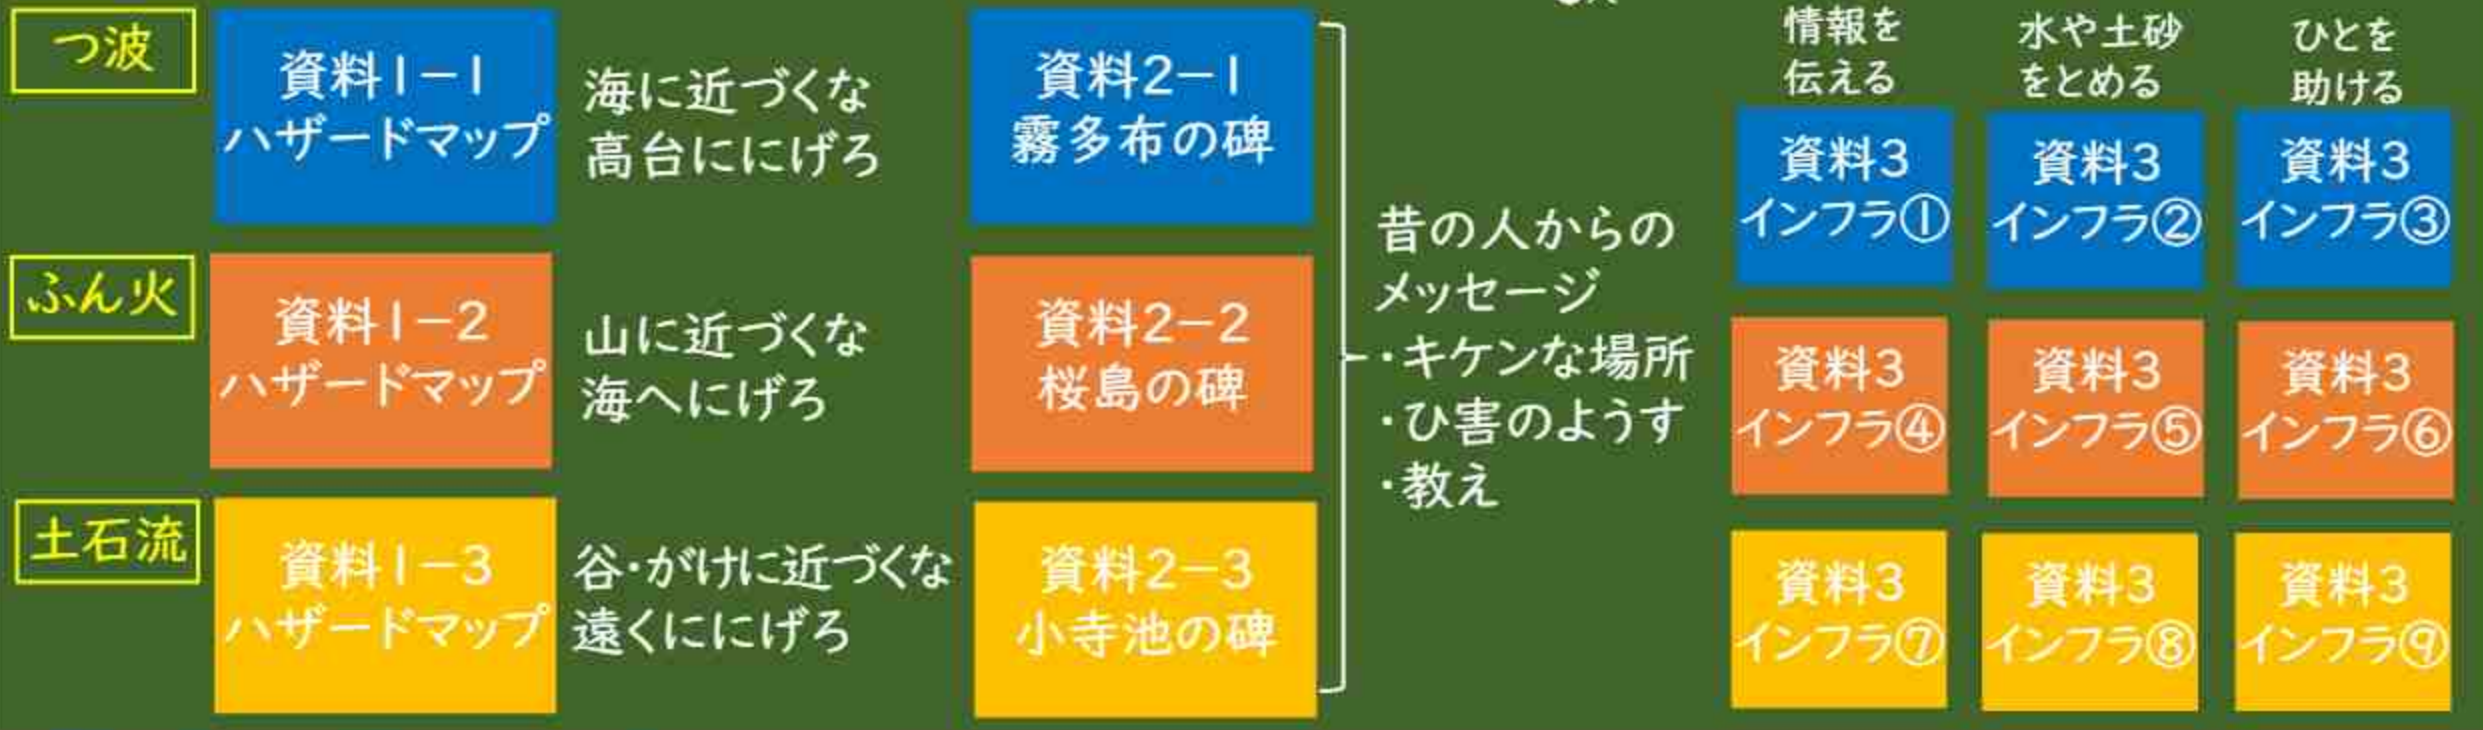 つ波
資料1-1
ハザードマップ
海に近づくな
高台ににげろ
資料2-1
霧多布の碑
ふん火
資料1-2
ハザードマップ
山に近づくな
海へにげろ
資料2-2
桜島の碑
土石流
資料1-3
ハザードマップ
谷・がけに近づくな
遠くににげろ
資料2-3
小寺池の碑
昔の人からの
メッセージ
・キケンな場所
・ひ害のようす
・教え
情報を
伝える
水や土砂
をとめる
ひとを
助ける
資料3
インフラ①
資料3
インフラ②
資料3
インフラ③
資料3
インフラ④
資料3
インフラ⑤
資料3
インフラ⑥
資料3
インフラ⑦
資料3
インフラ⑧
資料3
インフラ⑨